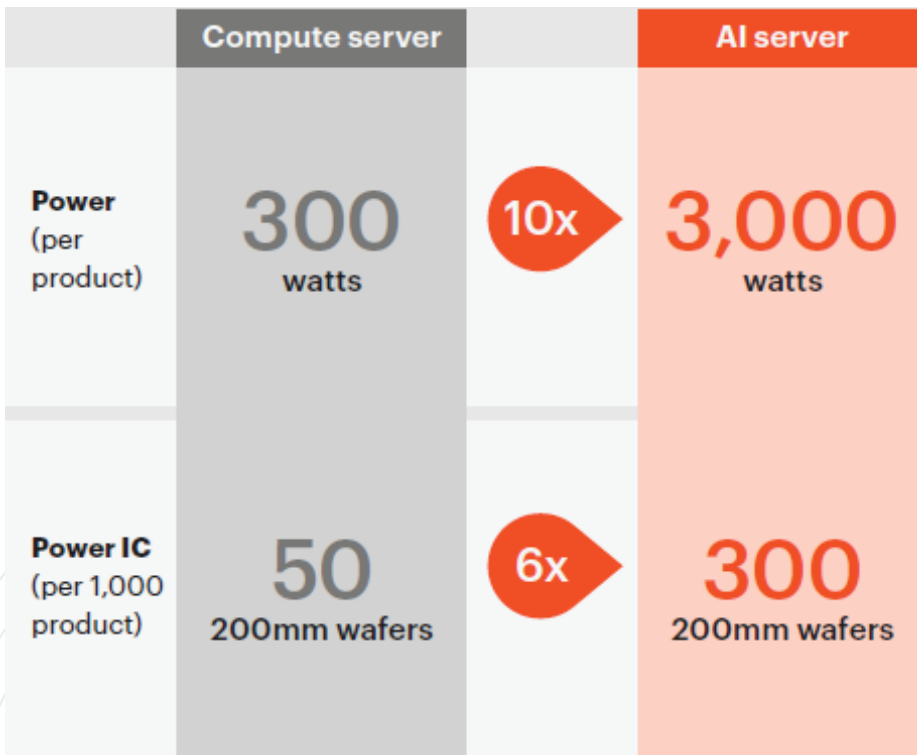 Compute server
AI server
Power
(per
product)
300
watts
10x
3,000
watts
Power IC
(per 1,000
product)
50
200mm wafers
6x
300
200mm wafers